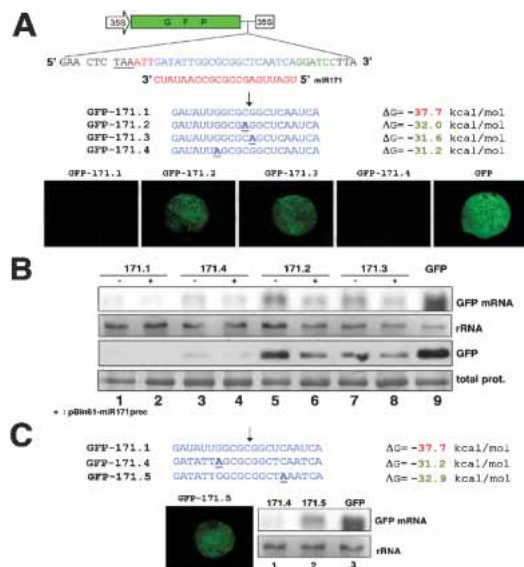 A
35S G F P 35S
5' GAA CTC TAAATTGATATTGGCGCGGCTCAATCAGGATCCTTA 3'
3'CUAUAACCGCGCCGAGUUAGU5' miR171
GFP-171.1 GAUAUUGGCGCGGCUCAAUCA ΔG= -37.7 kcal/mol
GFP-171.2 GAUAUUGGCGAGGCUCAAUCA ΔG= -32.0 kcal/mol
GFP-171.3 GAUAUUGGCGCAGCUCAAUCA ΔG= -31.6 kcal/mol
GFP-171.4 GAUAUUAGCGCGGCUCAAUCA ΔG= -31.2 kcal/mol
GFP-171.1 GFP-171.2 GFP-171.3 GFP-171.4 GFP
B
171.1 171.4 171.2 171.3 GFP
- + - + - + - +
GFP mRNA
rRNA
GFP
total prot.
1 2 3 4 5 6 7 8 9
+ : pBin61-miR171prec
C
GFP-171.1 GAUAUUGGCGCGGCUCAAUCA ΔG= -37.7 kcal/mol
GFP-171.4 GATATTAGCGCGGCTCAATCA ΔG= -31.2 kcal/mol
GFP-171.5 GATATTGGCGCGGCTAAATCA ΔG= -32.9 kcal/mol
GFP-171.5 171.4 171.5 GFP
GFP mRNA
rRNA
1 2 3